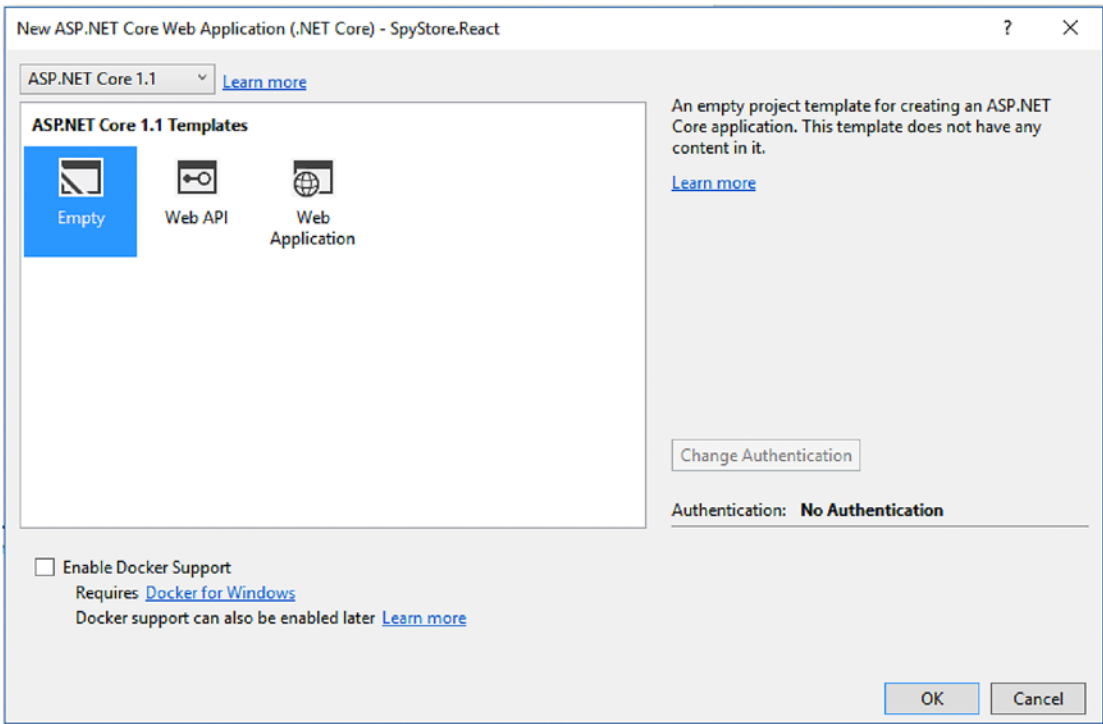 New ASP.NET Core Web Application (.NET Core) - SpyStore.React
?
ASP.NET Core 1.1
Learn more
ASP.NET Core 1.1 Templates
Empty
Web API
Web
Application
An empty project template for creating an ASP.NET
Core application. This template does not have any
content in it.
Learn more
Change Authentication
Authentication: No Authentication
Enable Docker Support
Requires Docker for Windows
Docker support can also be enabled later Learn more
OK
Cancel